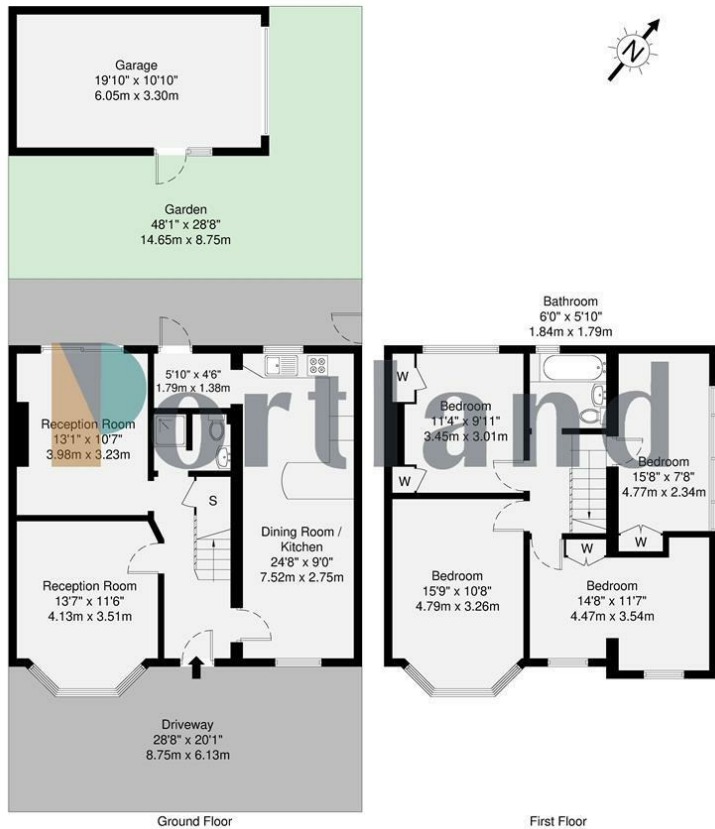 Garage
19'10" x 10'10"
6.05m x 3.30m
N
Garden
48'1" x 28'8"
14.65m x 8.75m
Bathroom
6'0" x 5'10"
1.84m x 1.79m
Portland
5'10" x 4'6"
1.79m x 1.38m
Reception Room
13'1" x 10'7"
3.98m x 3.23m
S
Dining Room /
Kitchen
24'8" x 9'0"
7.52m x 2.75m
Reception Room
13'7" x 11'6"
4.13m x 3.51m
Driveway
28'8" x 20'1"
8.75m x 6.13m
Ground Floor
W
Bedroom
11'4" x 9'11"
3.45m x 3.01m
W
Bedroom
15'8" x 7'8"
4.77m x 2.34m
W
W
Bedroom
15'9" x 10'8"
4.79m x 3.26m
Bedroom
14'8" x 11'7"
4.47m x 3.54m
First Floor